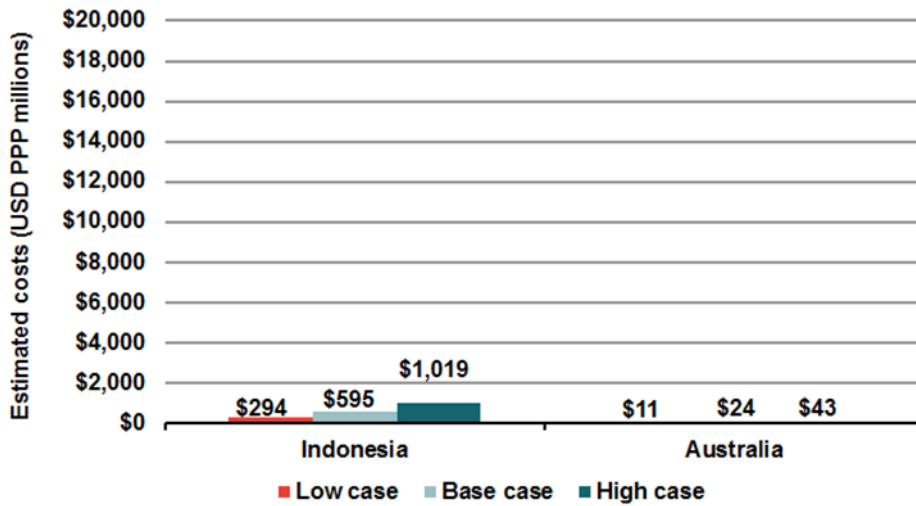 Estimated costs (USD PPP millions)
$20,000
$18,000
$16,000
$14,000
$12,000
$10,000
$8,000
$6,000
$4,000
$2,000
$0
$294
$595
$1,019
$11
$24
$43
Indonesia
Australia
Low case
Base case
High case